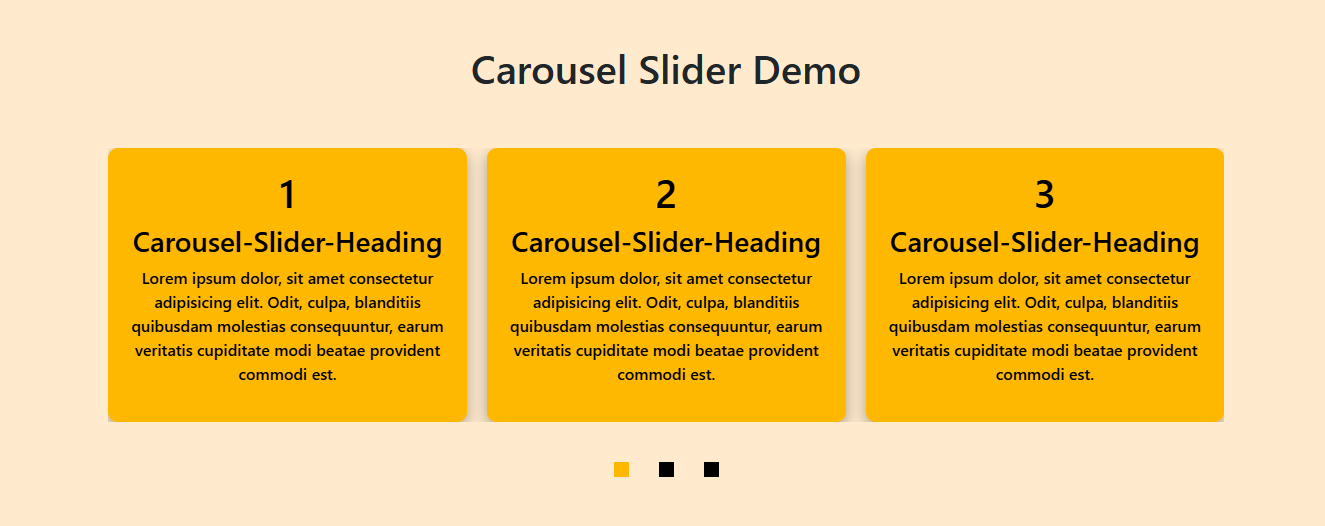 Carousel Slider Demo
1
Carousel-Slider-Heading
Lorem ipsum dolor, sit amet consectetur
adipisicing elit. Odit, culpa, blanditiis
quibusdam molestias consequuntur, earum
veritatis cupiditate modi beatae provident
commodi est.
2
Carousel-Slider-Heading
Lorem ipsum dolor, sit amet consectetur
adipisicing elit. Odit, culpa, blanditiis
quibusdam molestias consequuntur, earum
veritatis cupiditate modi beatae provident
commodi est.
3
Carousel-Slider-Heading
Lorem ipsum dolor, sit amet consectetur
adipisicing elit. Odit, culpa, blanditiis
quibusdam molestias consequuntur, earum
veritatis cupiditate modi beatae provident
commodi est.